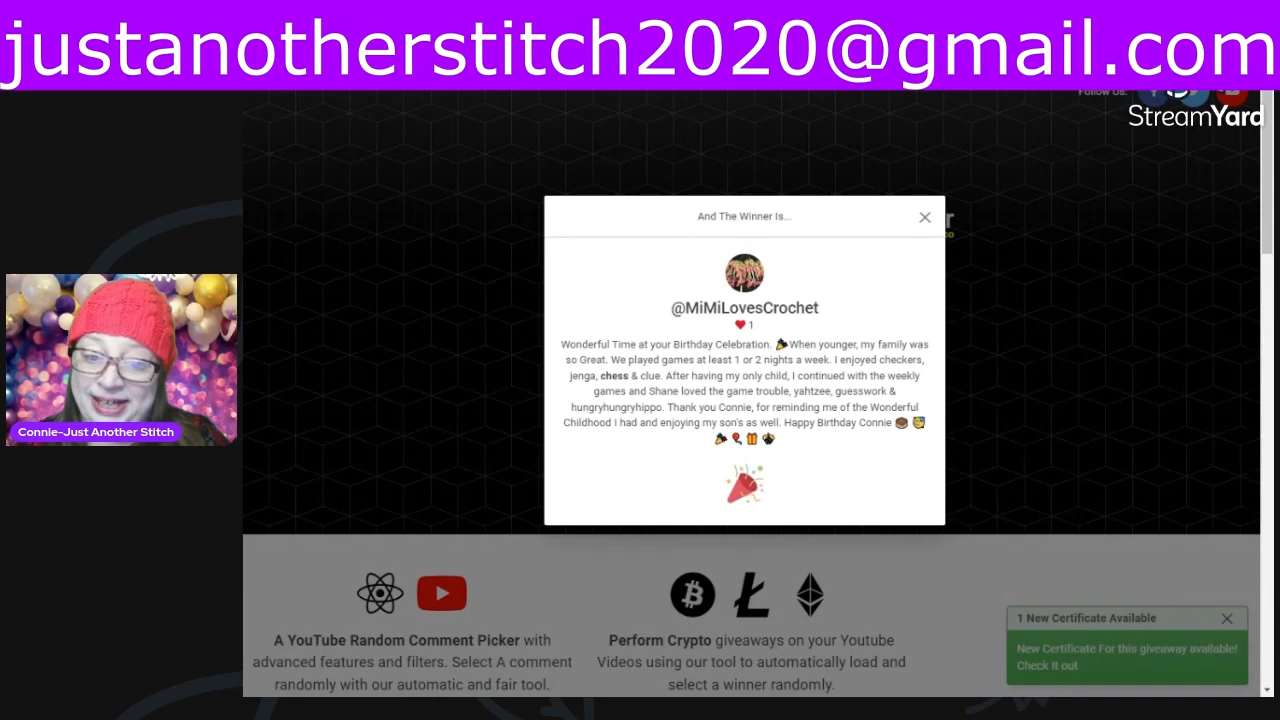 justanotherstitch2020@gmail.com
Follow Us:
StreamYard
And The Winner Is...
r
co
@MiMiLovesCrochet
1
Wonderful Time at your Birthday Celebration. 🎉When younger, my family was
so Great. We played games at least 1 or 2 nights a week. I enjoyed checkers,
jenga, chess & clue. After having my only child, I continued with the weekly
games and Shane loved the game trouble, yahtzee, guesswork &
hungryhungryhippo. Thank you Connie, for reminding me of the Wonderful
Childhood I had and enjoying my son's as well. Happy Birthday Connie
Connie-Just Another Stitch
A YouTube Random Comment Picker with
advanced features and filters. Select A comment
randomly with our automatic and fair tool.
Perform Crypto giveaways on your Youtube
Videos using our tool to automatically load and
select a winner randomly.
1 New Certificate Available
New Certificate For this giveaway available!
Check It out